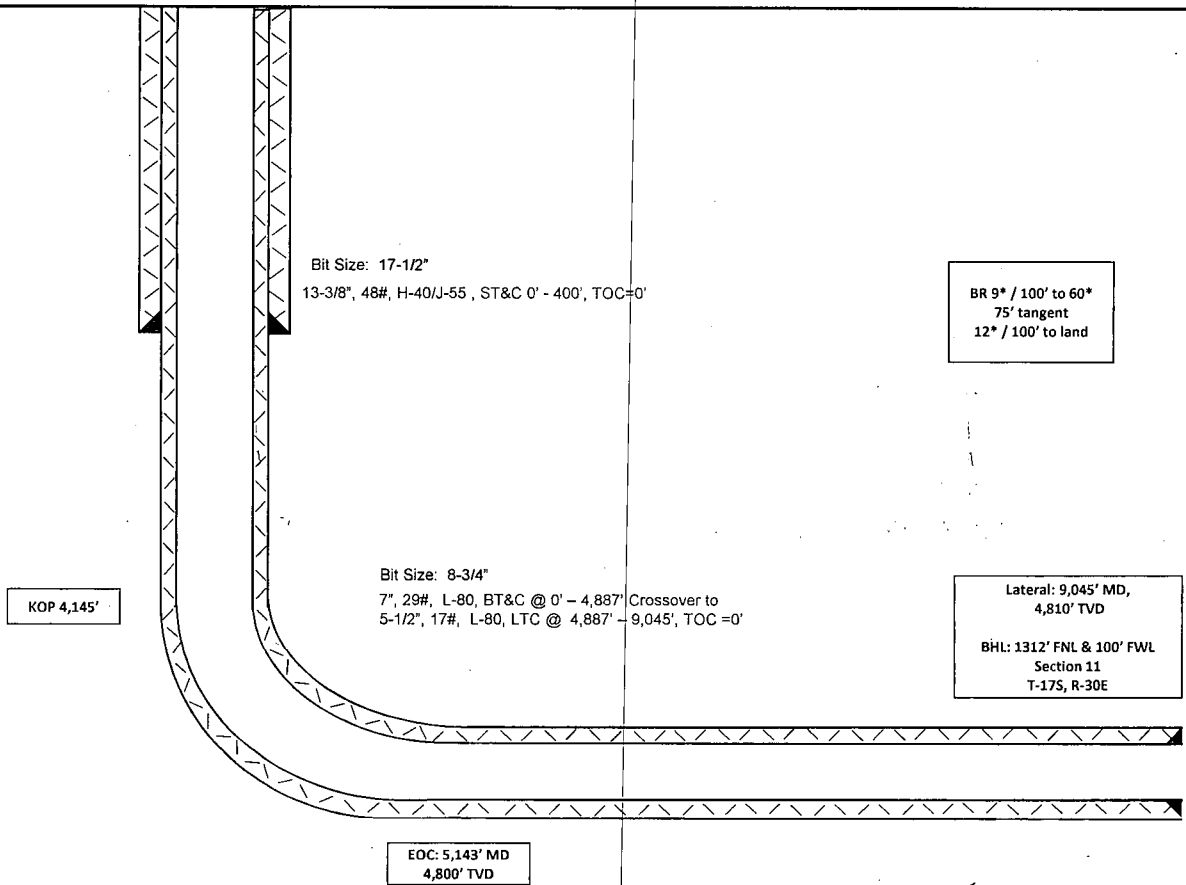 Bit Size: 17-1/2"
13-3/8", 48#, H-40/J-55 , ST&C 0' - 400', TOC=0'
BR 9* / 100' to 60*
75' tangent
12* / 100' to land
Bit Size: 8-3/4"
7", 29#, L-80, BT&C @ 0' – 4,887' Crossover to
5-1/2", 17#, L-80, LTC @ 4,887' – 9,045', TOC =0'
KOP 4,145'
Lateral: 9,045' MD,
4,810' TVD
BHL: 1312' FNL & 100' FWL
Section 11
T-17S, R-30E
EOC: 5,143' MD
4,800' TVD